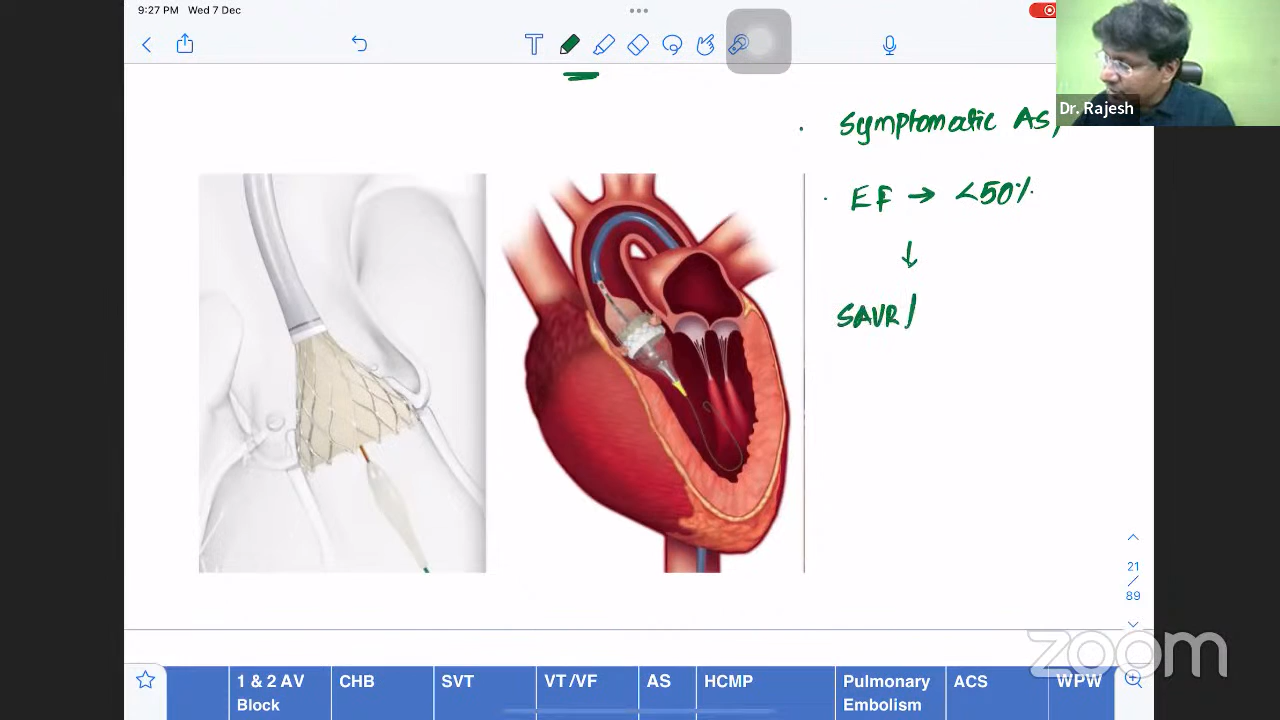 9:27 PM Wed 7 Dec
Dr. Rajesh
Symptomatic AS,
EF → <50%
↓
SAVR /
21
/
89
zoom
1 & 2 AV Block
CHB
SVT
VT /VF
AS
HCMP
Pulmonary Embolism
ACS
WPW